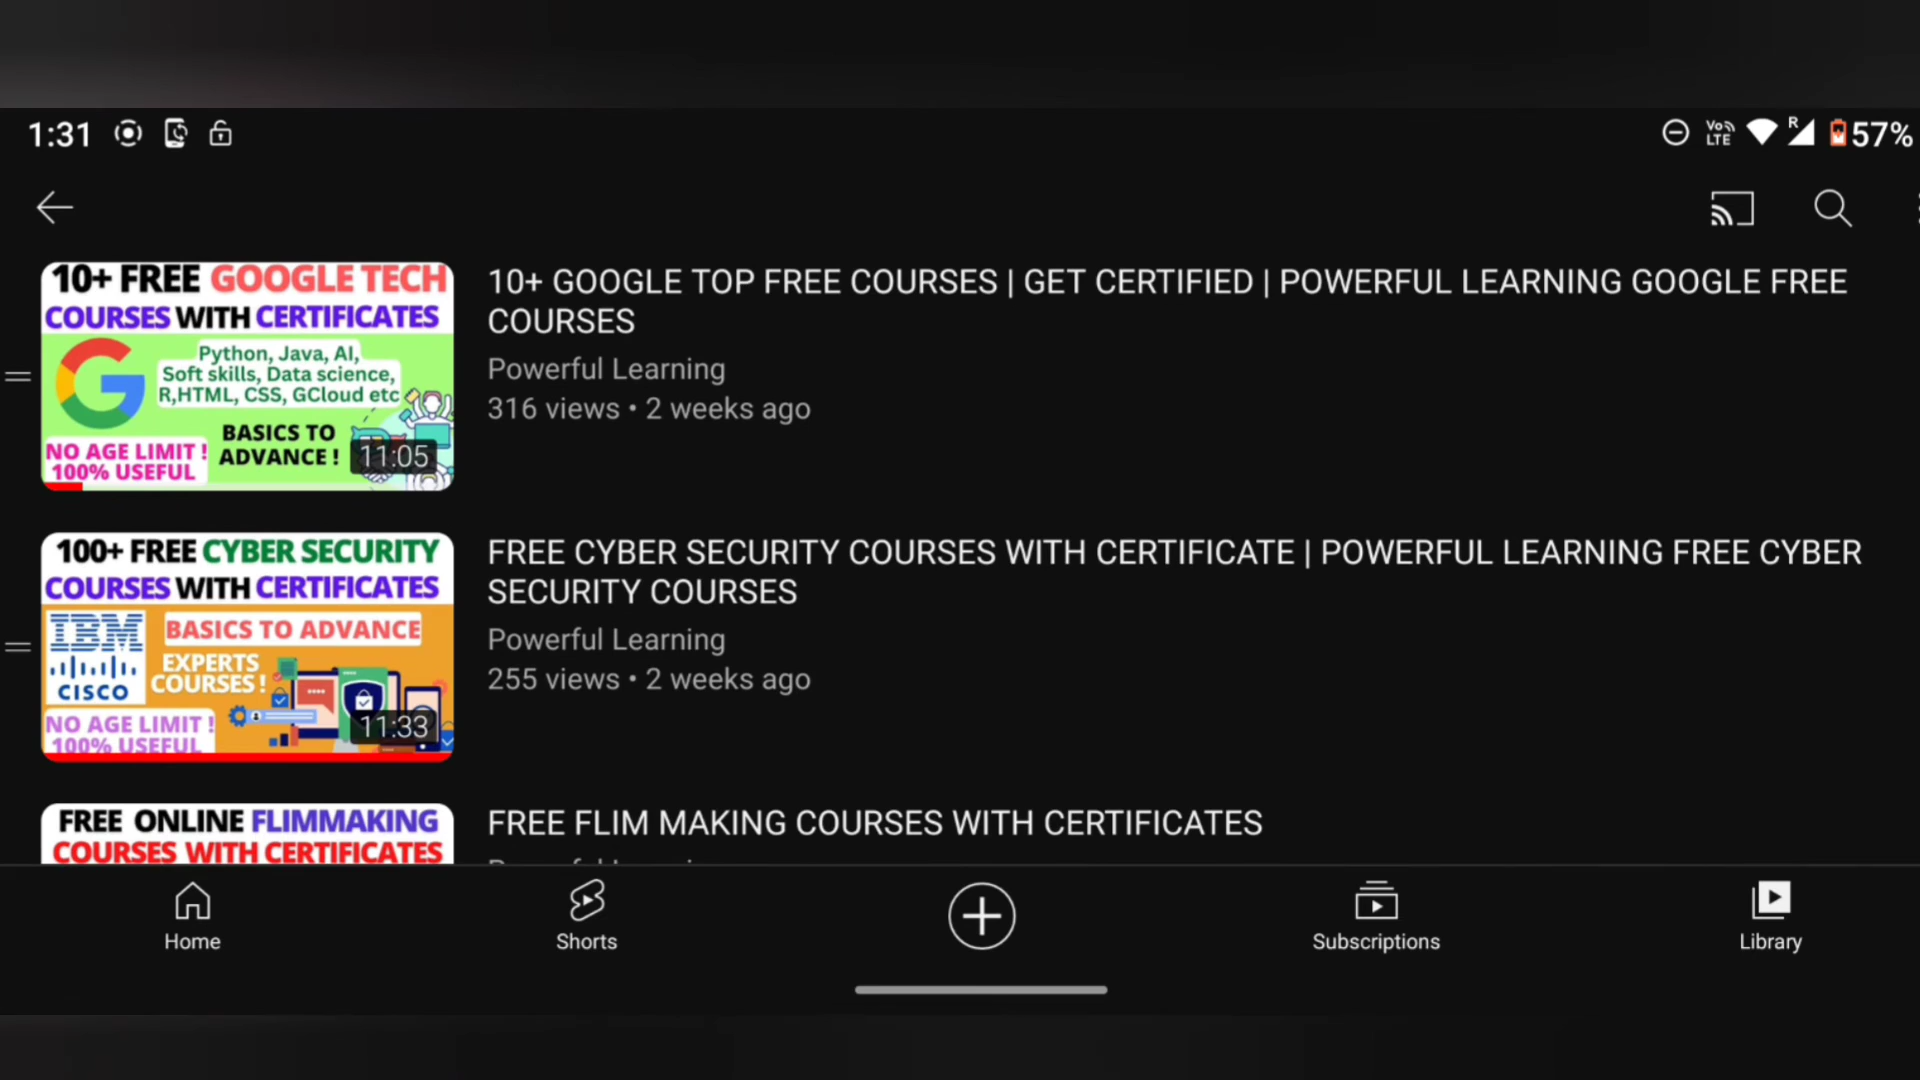 1:31
Vo LTE R 57%
10+ FREE GOOGLE TECH
COURSES WITH CERTIFICATES
Python, Java, AI,
Soft skills, Data science,
R,HTML, CSS, GCloud etc
BASICS TO
ADVANCE !
NO AGE LIMIT !
100% USEFUL
11:05
10+ GOOGLE TOP FREE COURSES | GET CERTIFIED | POWERFUL LEARNING GOOGLE FREE
COURSES
Powerful Learning
316 views • 2 weeks ago
100+ FREE CYBER SECURITY
COURSES WITH CERTIFICATES
IBM
BASICS TO ADVANCE
EXPERTS
COURSES !
CISCO
NO AGE LIMIT !
100% USEFUL
11:33
FREE CYBER SECURITY COURSES WITH CERTIFICATE | POWERFUL LEARNING FREE CYBER
SECURITY COURSES
Powerful Learning
255 views • 2 weeks ago
FREE ONLINE FLIMMAKING
COURSES WITH CERTIFICATES
FREE FLIM MAKING COURSES WITH CERTIFICATES
Home
Shorts
Subscriptions
Library